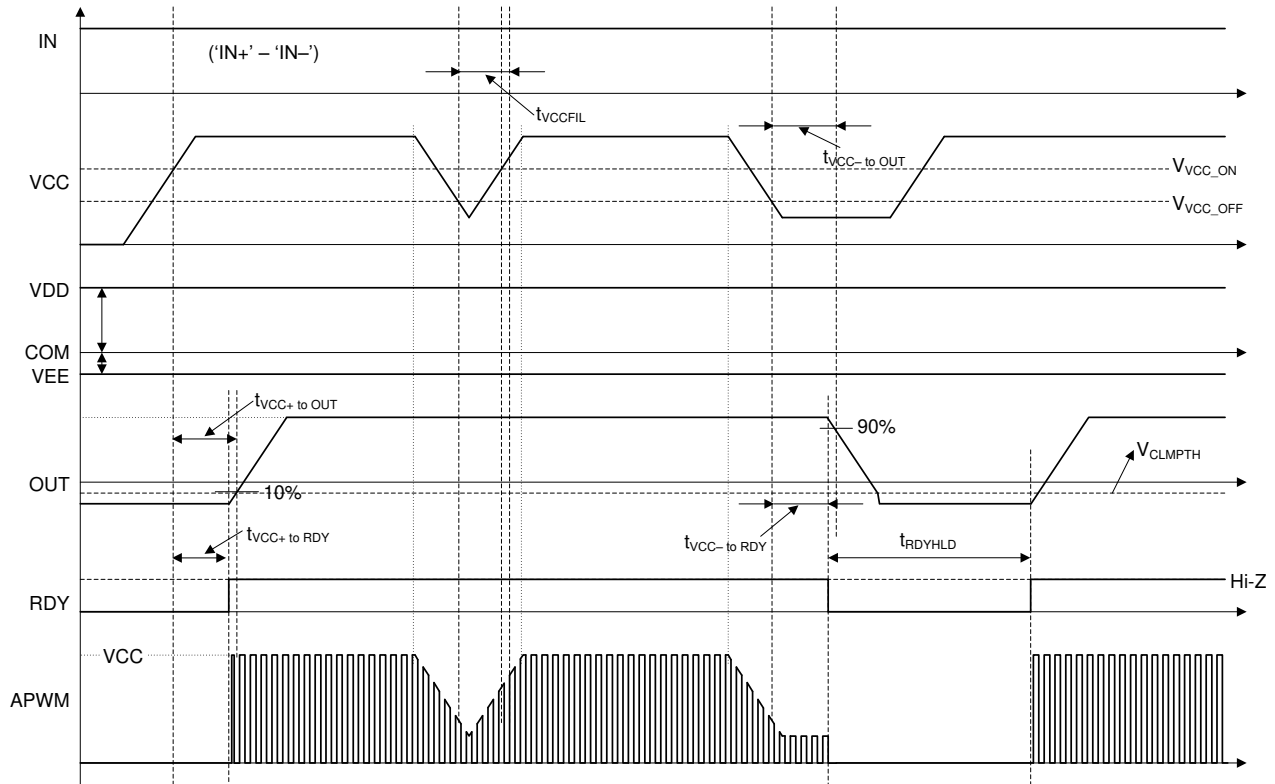 IN
(‘IN+’ – ‘IN–’)
tVCCFIL
tVCC– to OUT
VCC
VVCC_ON
VVCC_OFF
VDD
COM
VEE
tVCC+ to OUT
90%
VCLMPTH
OUT
10%
tVCC+ to RDY
tVCC– to RDY
tRDYHLD
Hi-Z
RDY
VCC
APWM